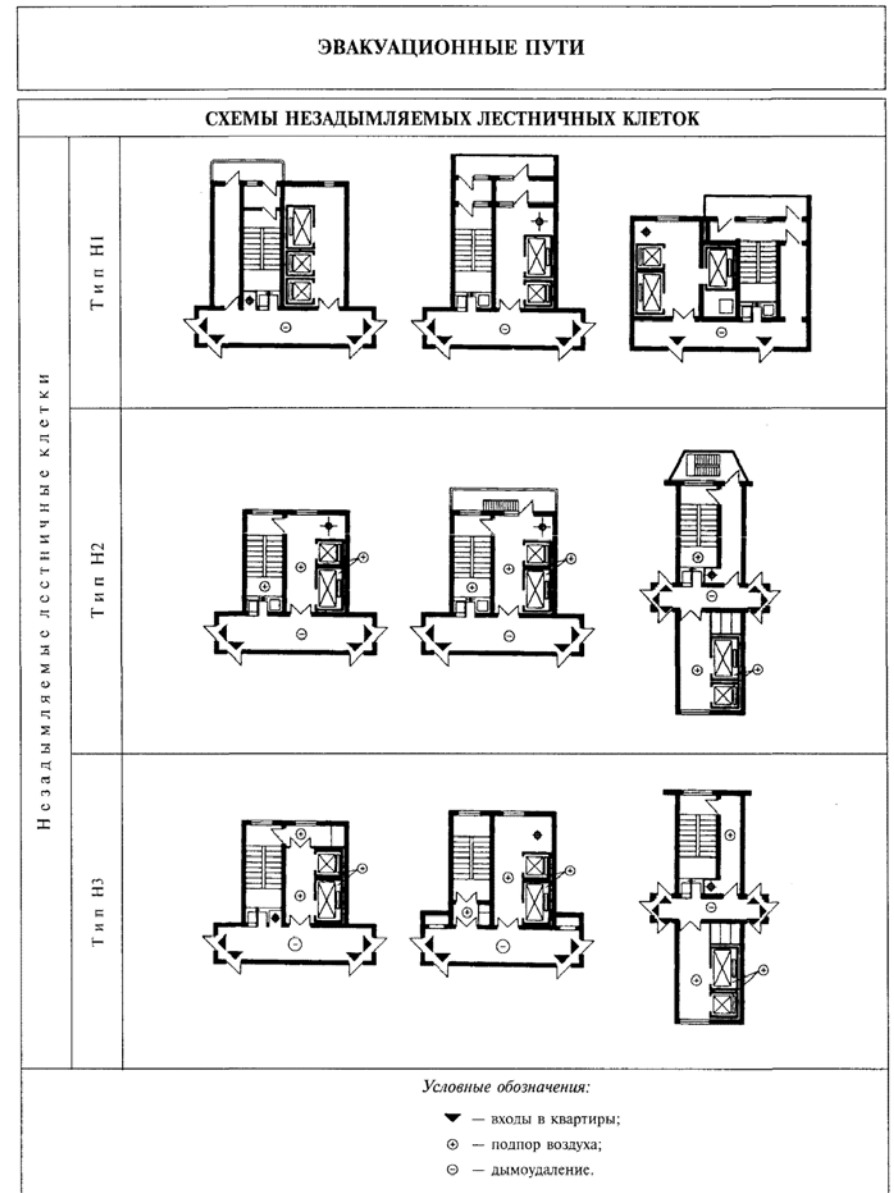 ЭВАКУАЦИОННЫЕ ПУТИ
СХЕМЫ НЕЗАДЫМЛЯЕМЫХ ЛЕСТНИЧНЫХ КЛЕТОК
Незадымляемые лестничные клетки
Тип Н1
Тип Н2
Тип Н3
Условные обозначения:
▼ — входы в квартиры;
⊕ — подпор воздуха;
⊖ — дымоудаление.